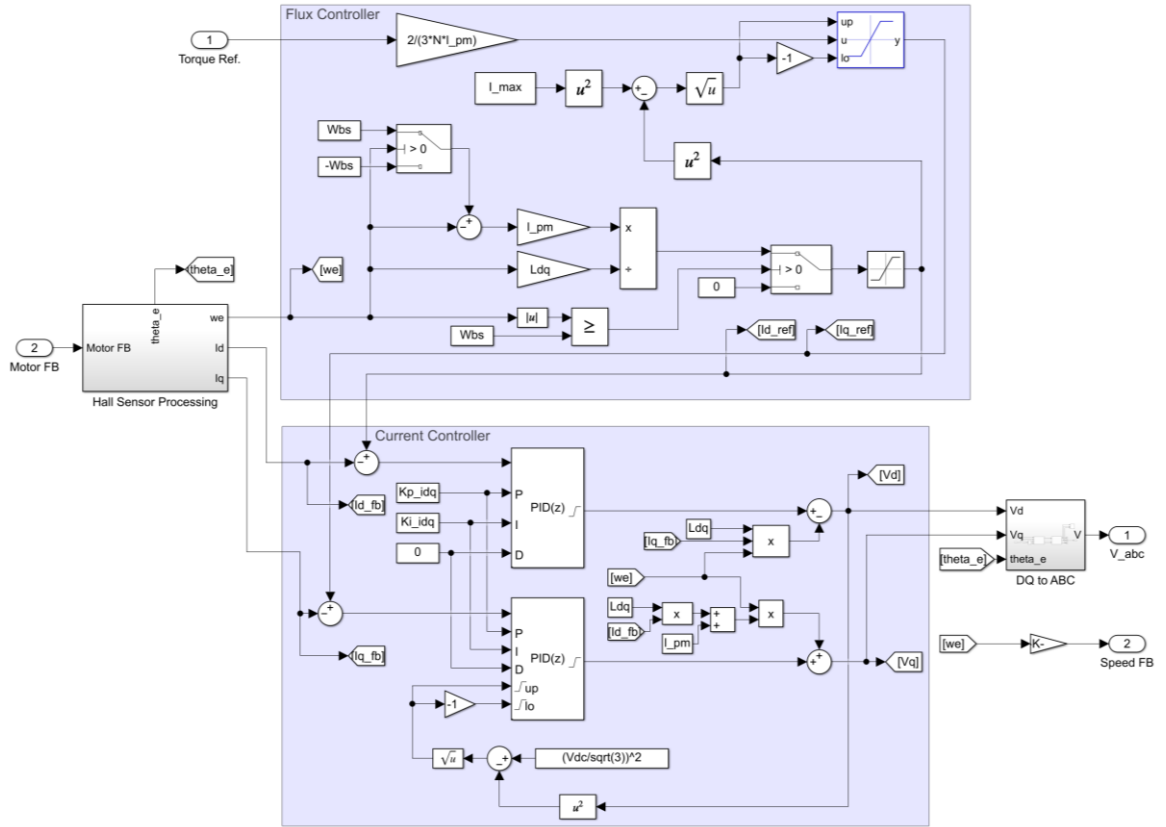 Flux Controller
1
Torque Ref.
2/(3*N*l_pm)
up
u
lo
y
-1
I_max
u²
+
−
√u
u²
Wbs
> 0
-Wbs
−
+
l_pm
x
÷
Ldq
> 0
0
theta_e]
[we]
|u|
≥
Wbs
[Id_ref]
[Iq_ref]
theta_e
we
Id
Iq
Motor FB
2
Motor FB
Hall Sensor Processing
Current Controller
−
+
[Id_fb]
Kp_idq
Ki_idq
0
P
I
D
PID(z)
Ldq
[Iq_fb]
x
+
−
[Vd]
[we]
Ldq
[Id_fb]
x
l_pm
+
+
x
Vd
Vq
theta_e
V
[theta_e]
DQ to ABC
1
V_abc
−
+
[Iq_fb]
P
I
D
up
lo
PID(z)
+
+
[Vq]
[we]
K-
2
Speed FB
-1
√u
−
+
(Vdc/sqrt(3))^2
u²